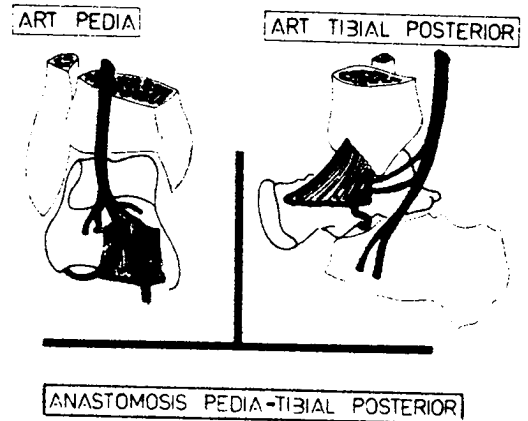 ART PEDIA
ART TIBIAL POSTERIOR
ANASTOMOSIS PEDIA-TIBIAL POSTERIOR